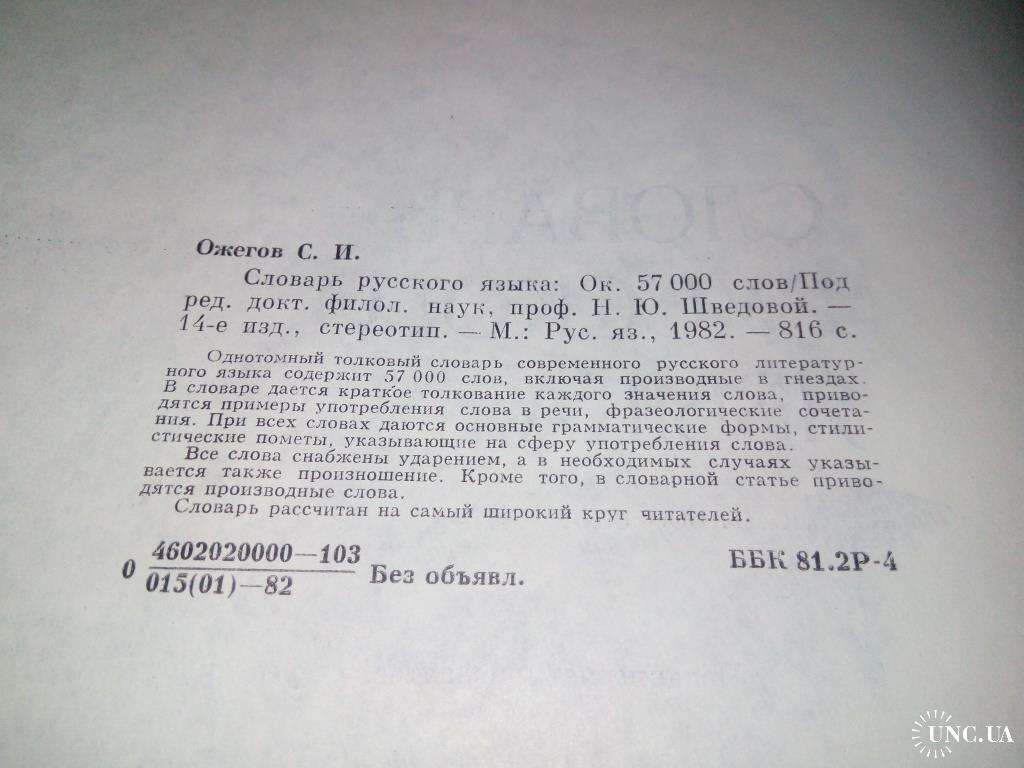 СЛОВАРЬ
Ожегов С. И.
Словарь русского языка: Ок. 57 000 слов/Под
ред. докт. филол. наук, проф. Н. Ю. Шведовой. —
14-е изд., стереотип. — М.: Рус. яз., 1982. — 816 с.
Однотомный толковый словарь современного русского литератур-
ного языка содержит 57 000 слов, включая производные в гнездах.
В словаре дается краткое толкование каждого значения слова, приво-
дятся примеры употребления слова в речи, фразеологические сочета-
ния. При всех словах даются основные грамматические формы, стили-
стические пометы, указывающие на сферу употребления слова.
Все слова снабжены ударением, а в необходимых случаях указы-
вается также произношение. Кроме того, в словарной статье приво-
дятся производные слова.
Словарь рассчитан на самый широкий круг читателей.
О 4602020000—103
015(01)—82 Без объявл.
ББК 81.2Р-4
UNC.UA